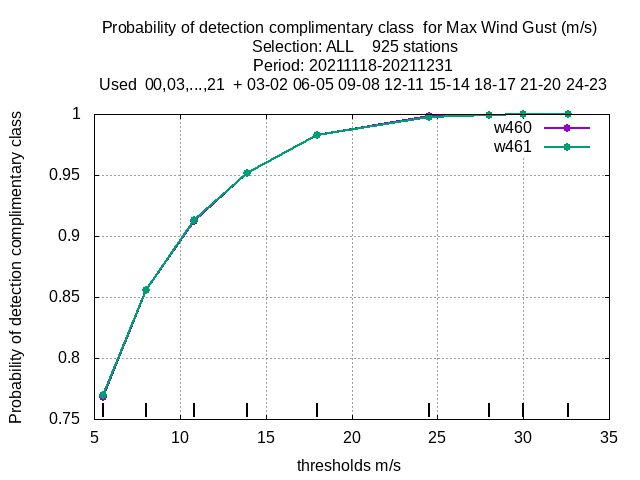 Probability of detection complimentary class  for Max Wind Gust (m/s)
Selection: ALL    925 stations
Period: 20211118-20211231
Used  00,03,...,21  + 03-02 06-05 09-08 12-11 15-14 18-17 21-20 24-23
Probability of detection complimentary class
1
0.95
0.9
0.85
0.8
0.75
w460
w461
5
10
15
20
25
30
35
thresholds m/s